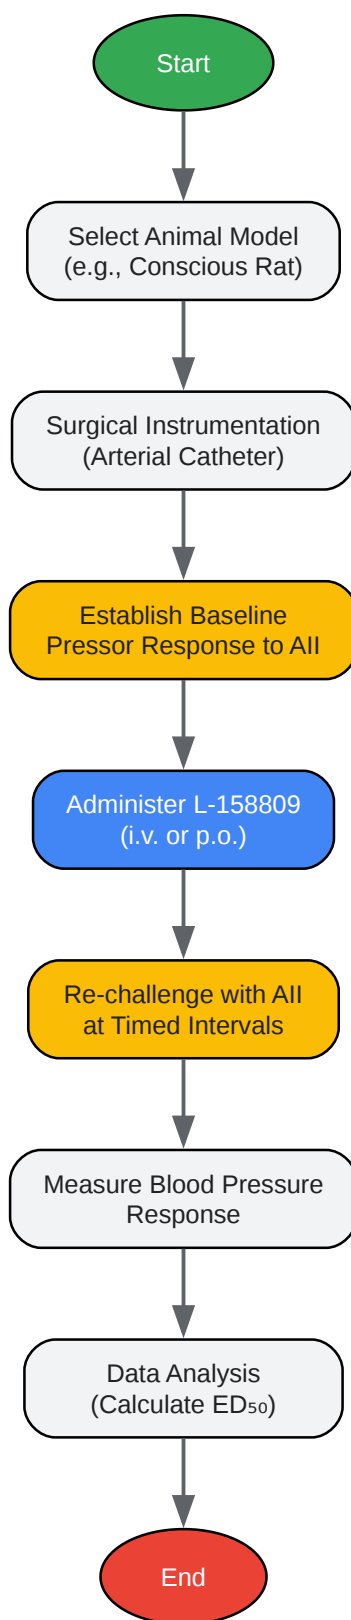 Start
Select Animal Model
(e.g., Conscious Rat)
Surgical Instrumentation
(Arterial Catheter)
Establish Baseline
Pressor Response to AII
Administer L-158809
(i.v. or p.o.)
Re-challenge with AII
at Timed Intervals
Measure Blood Pressure
Response
Data Analysis
(Calculate ED₅₀)
End